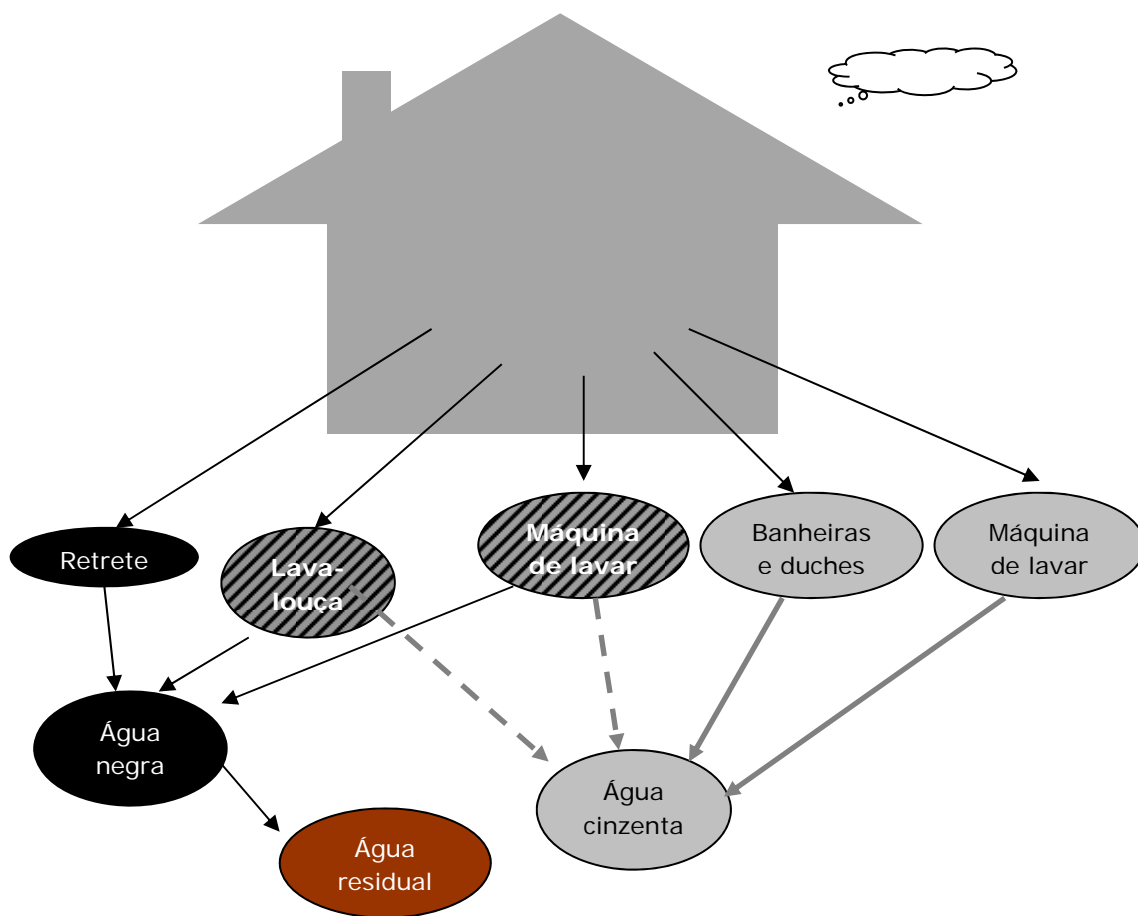 Retrete
Lava-
louça
Máquina
de lavar
Banheiras
e duches
Máquina
de lavar
Água
negra
Água
cinzenta
Água
residual